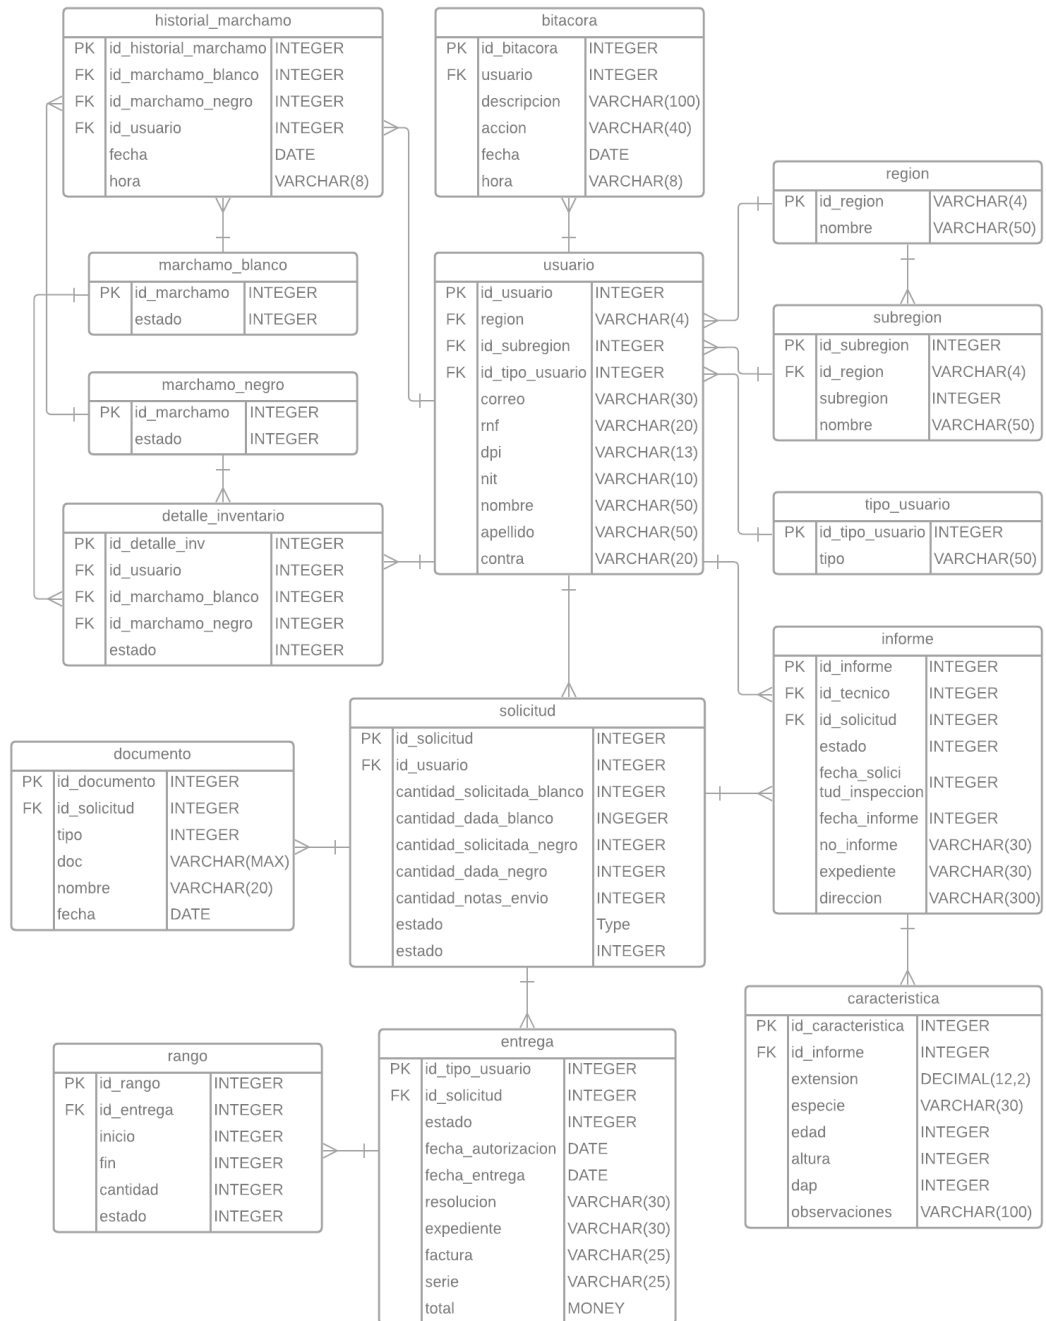 historial_marchamo
PK id_historial_marchamo INTEGER
FK id_marchamo_blanco INTEGER
FK id_marchamo_negro INTEGER
FK id_usuario INTEGER
fecha DATE
hora VARCHAR(8)
bitacora
PK id_bitacora INTEGER
FK usuario INTEGER
descripcion VARCHAR(100)
accion VARCHAR(40)
fecha DATE
hora VARCHAR(8)
region
PK id_region VARCHAR(4)
nombre VARCHAR(50)
marchamo_blanco
PK id_marchamo INTEGER
estado INTEGER
usuario
PK id_usuario INTEGER
FK region VARCHAR(4)
FK id_subregion INTEGER
FK id_tipo_usuario INTEGER
correo VARCHAR(30)
rnf VARCHAR(20)
dpi VARCHAR(13)
nit VARCHAR(10)
nombre VARCHAR(50)
apellido VARCHAR(50)
contra VARCHAR(20)
subregion
PK id_subregion INTEGER
FK id_region VARCHAR(4)
subregion INTEGER
nombre VARCHAR(50)
marchamo_negro
PK id_marchamo INTEGER
estado INTEGER
tipo_usuario
PK id_tipo_usuario INTEGER
tipo VARCHAR(50)
detalle_inventario
PK id_detalle_inv INTEGER
FK id_usuario INTEGER
FK id_marchamo_blanco INTEGER
FK id_marchamo_negro INTEGER
estado INTEGER
informe
PK id_informe INTEGER
FK id_tecnico INTEGER
FK id_solicitud INTEGER
estado INTEGER
fecha_solici
tud_inspeccion INTEGER
fecha_informe INTEGER
no_informe VARCHAR(30)
expediente VARCHAR(30)
direccion VARCHAR(300)
solicitud
PK id_solicitud INTEGER
FK id_usuario INTEGER
cantidad_solicitada_blanco INTEGER
cantidad_dada_blanco INGEGER
cantidad_solicitada_negro INTEGER
cantidad_dada_negro INTEGER
cantidad_notas_envio INTEGER
estado Type
estado INTEGER
documento
PK id_documento INTEGER
FK id_solicitud INTEGER
tipo INTEGER
doc VARCHAR(MAX)
nombre VARCHAR(20)
fecha DATE
caracteristica
PK id_caracteristica INTEGER
FK id_informe INTEGER
extension DECIMAL(12,2)
especie VARCHAR(30)
edad INTEGER
altura INTEGER
dap INTEGER
observaciones VARCHAR(100)
entrega
PK id_tipo_usuario INTEGER
FK id_solicitud INTEGER
estado INTEGER
fecha_autorizacion DATE
fecha_entrega DATE
resolucion VARCHAR(30)
expediente VARCHAR(30)
factura VARCHAR(25)
serie VARCHAR(25)
total MONEY
rango
PK id_rango INTEGER
FK id_entrega INTEGER
inicio INTEGER
fin INTEGER
cantidad INTEGER
estado INTEGER